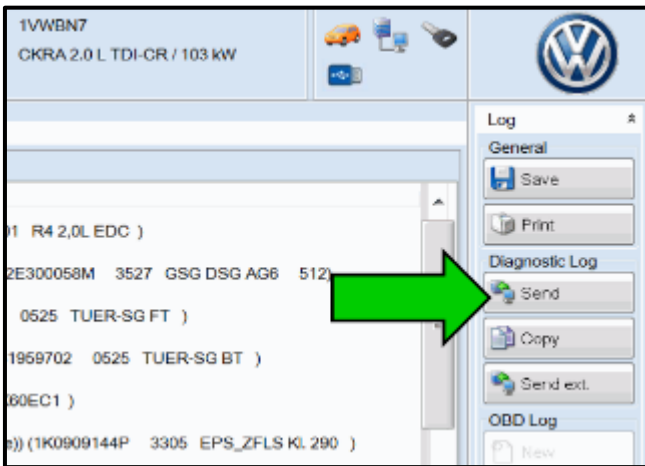 1VWBN7
CKRA 2.0 L TDI-CR / 103 kW
Log
General
Save
Print
Diagnostic Log
Send
Copy
Send ext.
OBD Log
New
R4 2,0L EDC )
2E300058M 3527 GSG DSG AG6 512)
0525 TUER-SG FT )
1959702 0525 TUER-SG BT )
60EC1 )
e)) (1K0909144P 3305 EPS_ZFLS Kl. 290 )